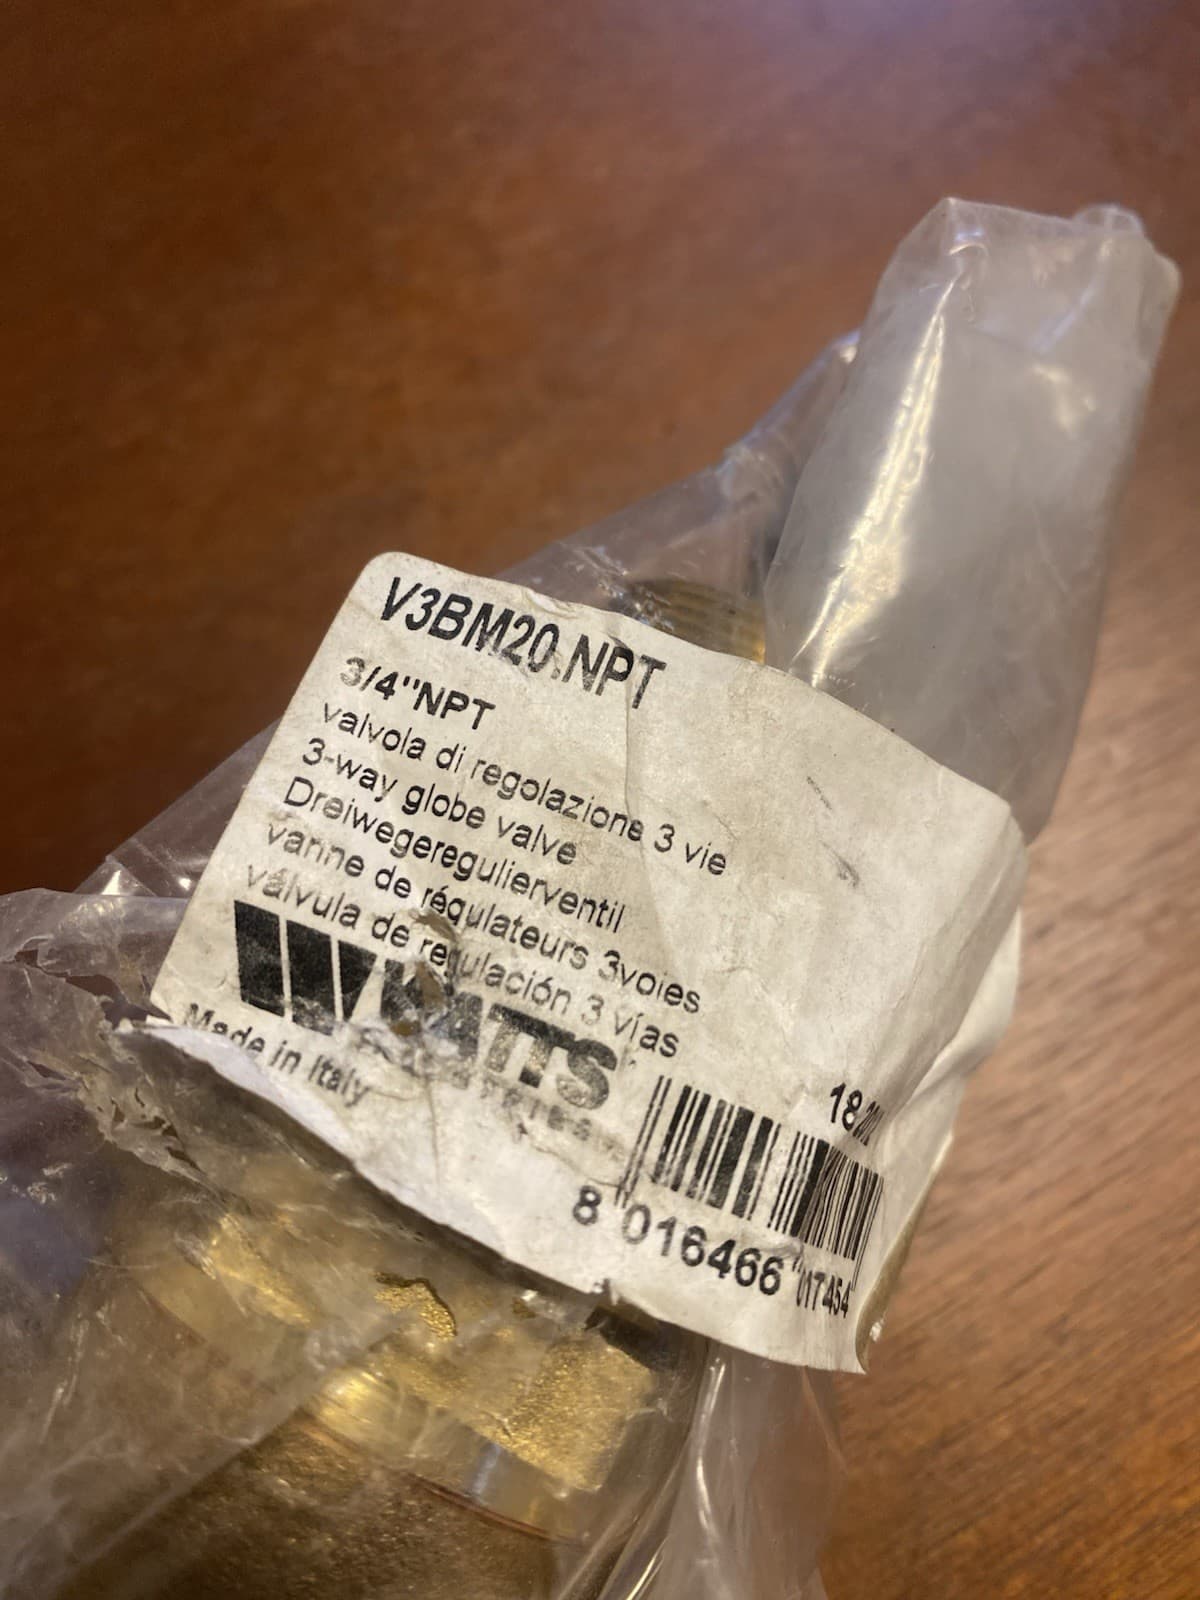 V3BM20.NPT
3/4"NPT
valvola di regolazione 3 vie
3-way globe valve
Dreiwegeregulierventil
vanne de régulateurs 3voies
válvula de regulación 3 vías
WATTS
Made in Italy
8 016466